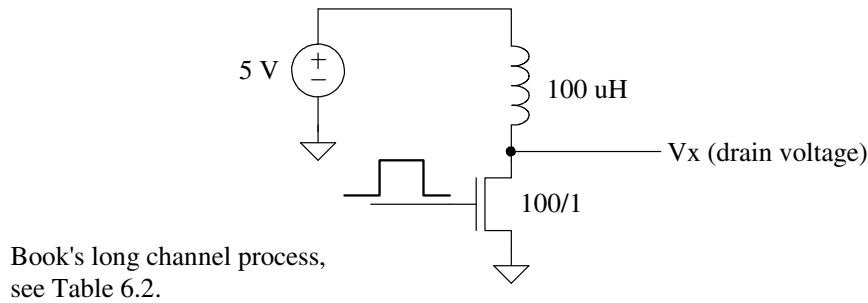 5 V
100 uH
Vx (drain voltage)
100/1
Book's long channel process,
see Table 6.2.